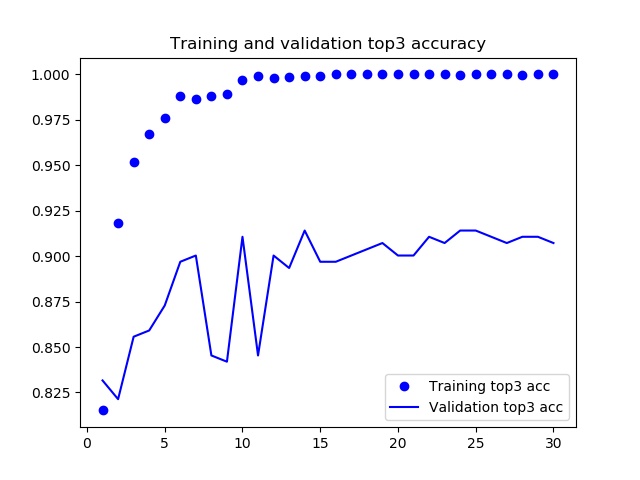 Training and validation top3 accuracy
1.000
0.975
0.950
0.925
0.900
0.875
0.850
0.825
Training top3 acc
Validation top3 acc
0 5 10 15 20 25 30